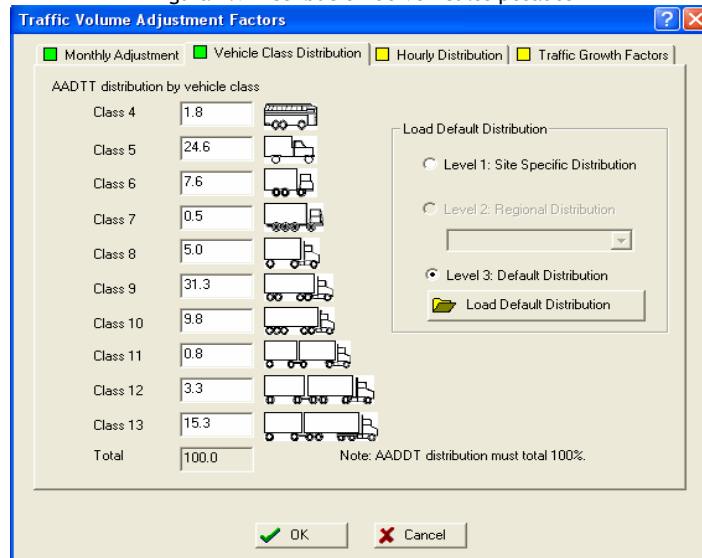 Traffic Volume Adjustment Factors
Monthly Adjustment
Vehicle Class Distribution
Hourly Distribution
Traffic Growth Factors
AADTT distribution by vehicle class
Class 4 1.8
Class 5 24.6
Class 6 7.6
Class 7 0.5
Class 8 5.0
Class 9 31.3
Class 10 9.8
Class 11 0.8
Class 12 3.3
Class 13 15.3
Total 100.0
Load Default Distribution
Level 1: Site Specific Distribution
Level 2: Regional Distribution
Level 3: Default Distribution
Load Default Distribution
Note: AADDT distribution must total 100%.
OK
Cancel